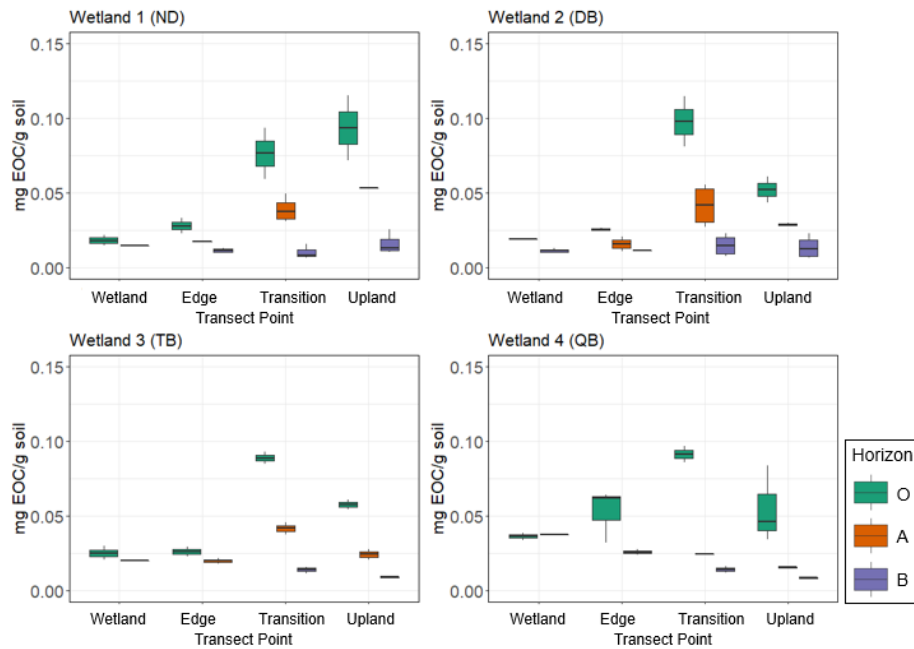 Wetland 1 (ND)
mg EOC/g soil
0.15
0.10
0.05
0.00
Wetland Edge Transition Upland
Transect Point
Wetland 2 (DB)
mg EOC/g soil
0.15
0.10
0.05
0.00
Wetland Edge Transition Upland
Transect Point
Wetland 3 (TB)
mg EOC/g soil
0.15
0.10
0.05
0.00
Wetland Edge Transition Upland
Transect Point
Wetland 4 (QB)
mg EOC/g soil
0.15
0.10
0.05
0.00
Wetland Edge Transition Upland
Transect Point
Horizon
O
A
B